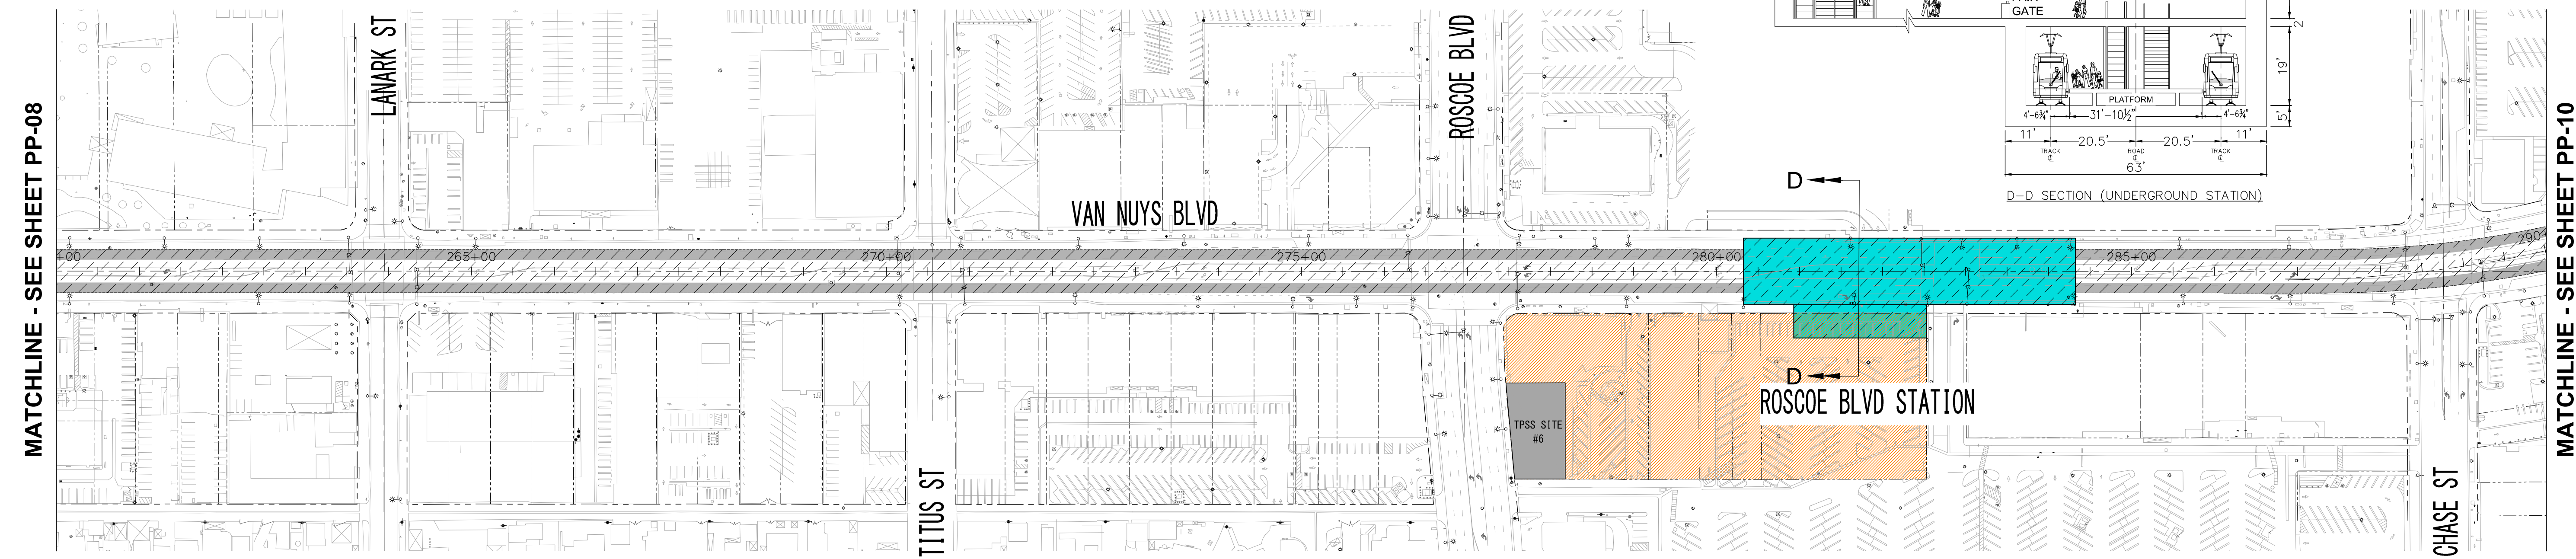 MATCHLINE - SEE SHEET PP-08
LANARK ST
TITUS ST
VAN NUYS BLVD
ROSCOE BLVD
GATE
PLATFORM
2
19'
5'
4'-6¾"
31'-10½"
4'-6¾"
11'
20.5'
20.5'
11'
TRACK
℄
ROAD
℄
TRACK
℄
63'
D-D SECTION (UNDERGROUND STATION)
D
D
+00
265+00
270+00
275+00
280+00
285+00
290+
ROSCOE BLVD STATION
TPSS SITE
#6
CHASE ST
MATCHLINE - SEE SHEET PP-10